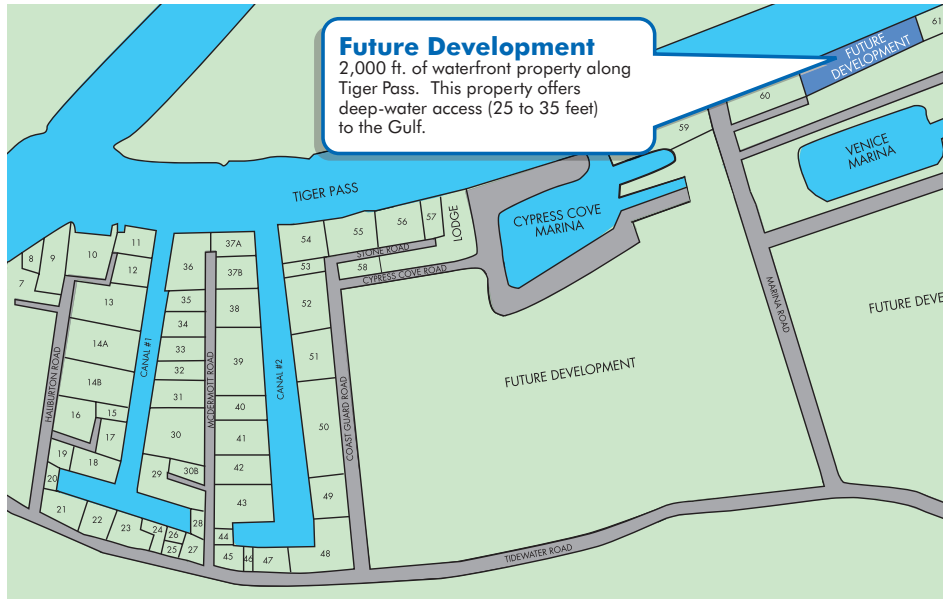 Future Development
2,000 ft. of waterfront property along
Tiger Pass.  This property offers
deep-water access (25 to 35 feet)
to the Gulf.
FUTURE
DEVELOPMENT
61
60
59
VENICE
MARINA
TIGER PASS
CYPRESS COVE
MARINA
LODGE
57
56
55
54
STONE ROAD
53
58
CYPRESS COVE ROAD
37A
37B
36
11
10
12
9
8
7
13
35
34
33
32
31
38
39
40
41
42
43
52
51
50
49
48
14A
14B
HALIBURTON ROAD
CANAL #1
MCDERMOTT ROAD
CANAL #2
COAST GUARD ROAD
MARINA ROAD
FUTURE DEVELOPMENT
FUTURE DEVE
16
15
17
18
19
20
30
30B
29
28
21
22
23
24
26
25
27
44
45
46
47
TIDEWATER ROAD